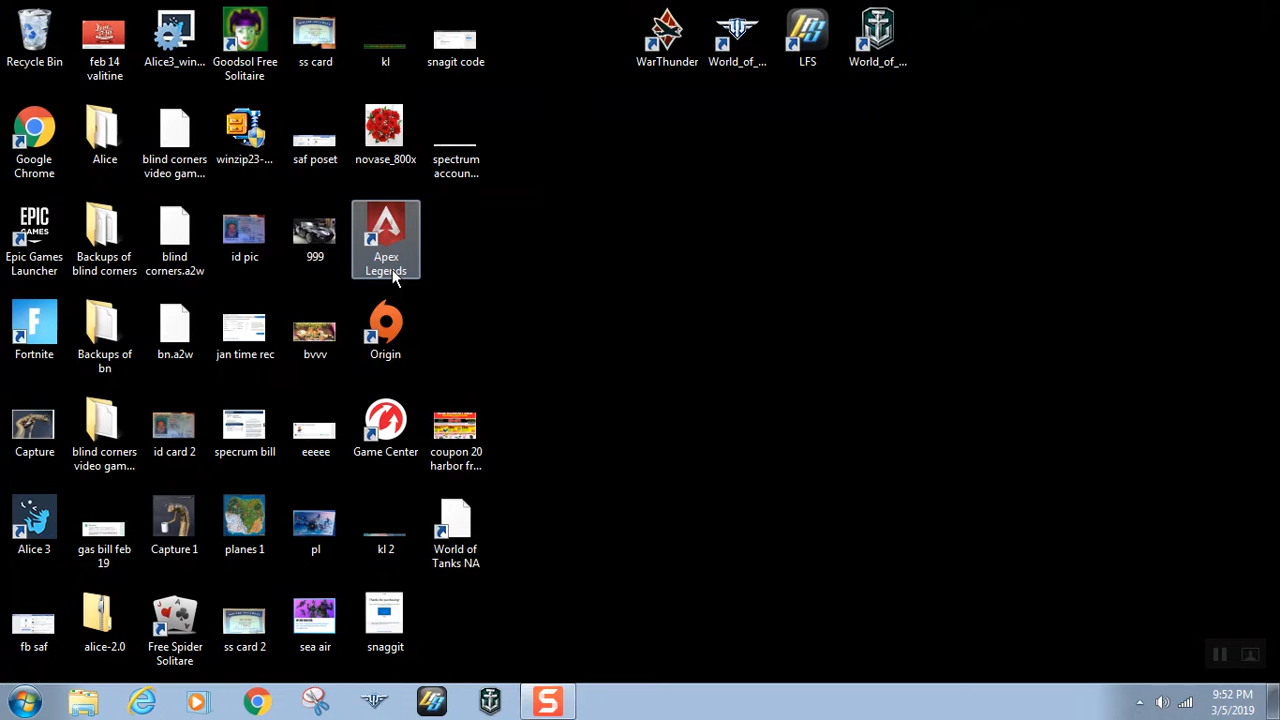 Recycle Bin
feb 14
valitine
Alice3_win...
Goodsol Free
Solitaire
ss card
kl
snagit code
WarThunder
World_of_...
LFS
World_of_...
Google
Chrome
Alice
blind corners
video gam...
winzip23-...
saf poset
novase_800x
spectrum
accoun...
EPIC
GAMES
Epic Games
Launcher
Backups of
blind corners
blind
corners.a2w
id pic
999
Apex
Legends
Fortnite
Backups of
bn
bn.a2w
jan time rec
bvvv
Origin
Capture
blind corners
video gam...
id card 2
specrum bill
eeeee
Game Center
coupon 20
harbor fr...
Alice 3
gas bill feb
19
Capture 1
planes 1
pl
kl 2
World of
Tanks NA
fb saf
alice-2.0
Free Spider
Solitare
ss card 2
sea air
snaggit
9:52 PM
3/5/2019